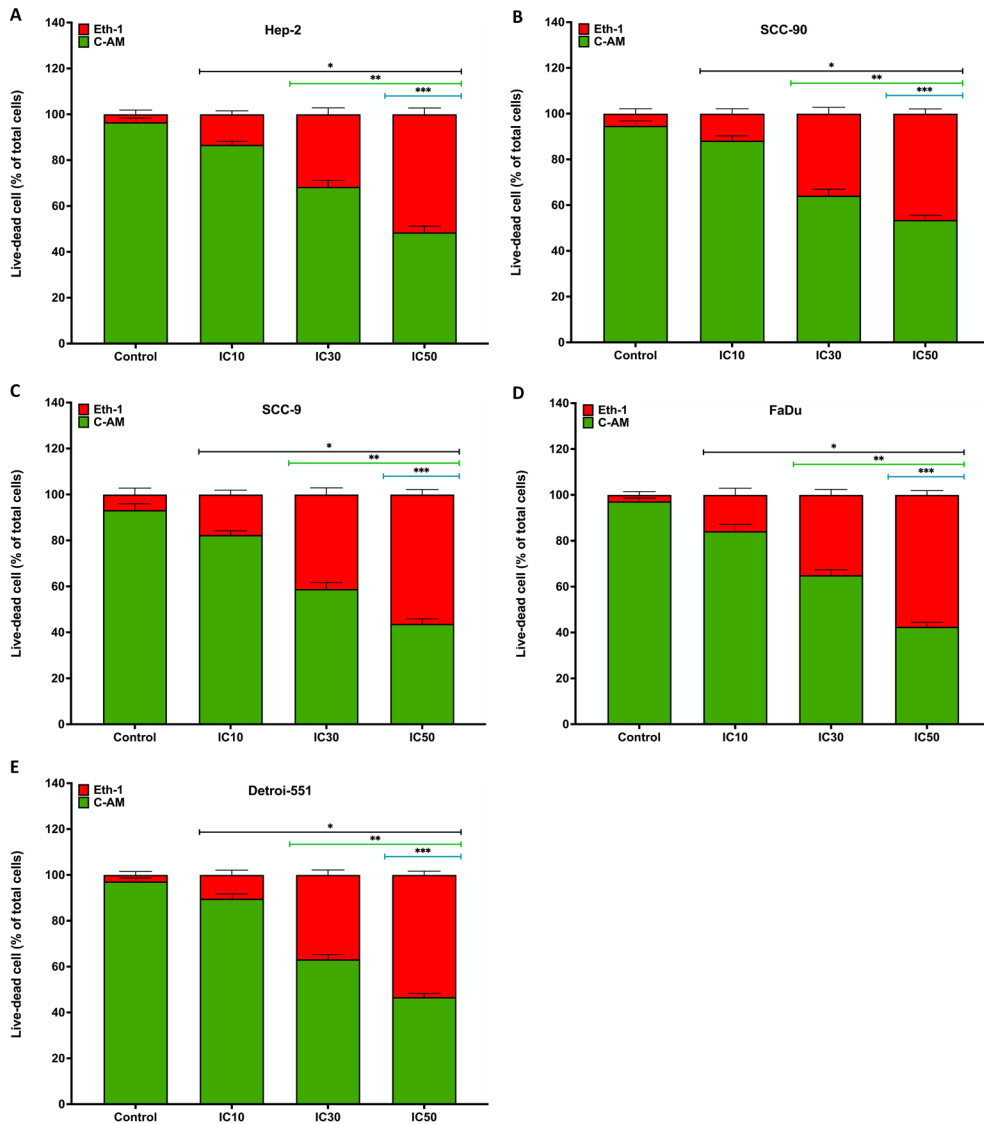 A
Eth-1
C-AM
Hep-2
*
**
***
Live-dead cell (% of total cells)
140
120
100
80
60
40
20
0
Control IC10 IC30 IC50
B
Eth-1
C-AM
SCC-90
*
**
***
Live-dead cell (% of total cells)
140
120
100
80
60
40
20
0
Control IC10 IC30 IC50
C
Eth-1
C-AM
SCC-9
*
**
***
Live-dead cell (% of total cells)
140
120
100
80
60
40
20
0
Control IC10 IC30 IC50
D
Eth-1
C-AM
FaDu
*
**
***
Live-dead cell (% of total cells)
140
120
100
80
60
40
20
0
Control IC10 IC30 IC50
E
Eth-1
C-AM
Detroi-551
*
**
***
Live-dead cell (% of total cells)
140
120
100
80
60
40
20
0
Control IC10 IC30 IC50